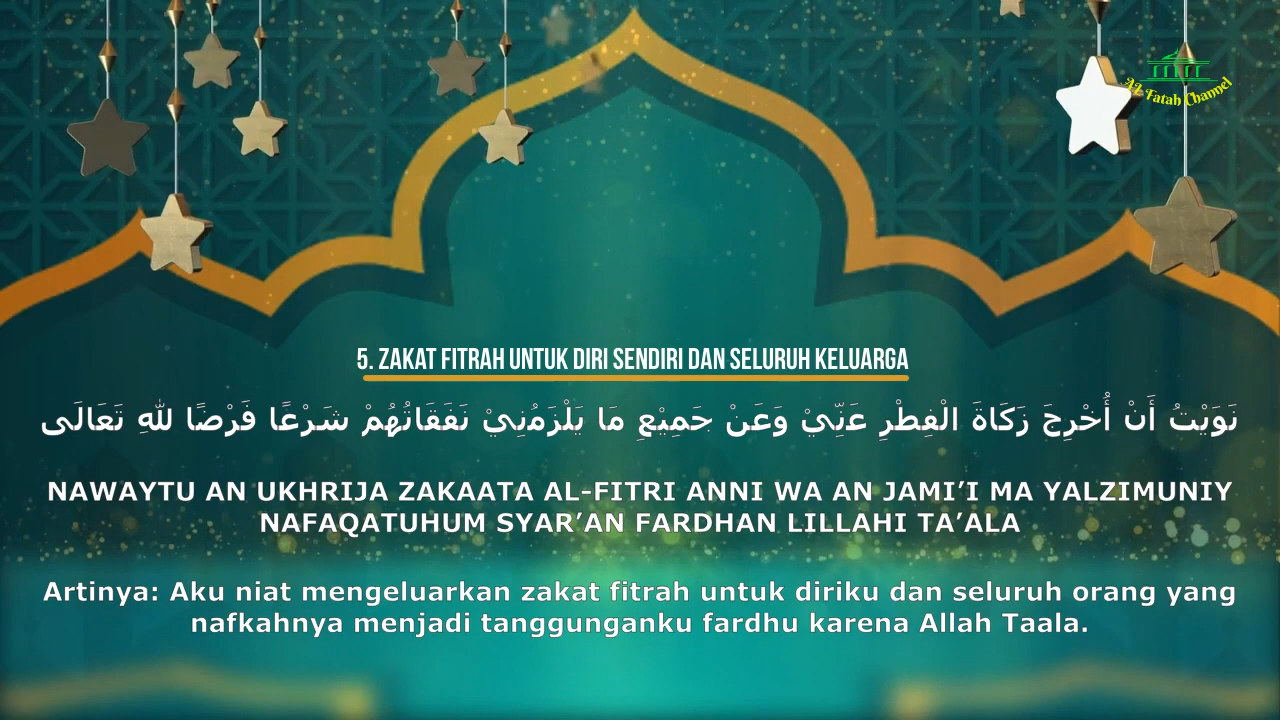 AL Fatah Channel
5. ZAKAT FITRAH UNTUK DIRI SENDIRI DAN SELURUH KELUARGA
نَوَيْتُ أَنْ أُخْرِجَ زَكَاةَ الْفِطْرِ عَنِّيْ وَعَنْ جَمِيْعِ مَا يَلْزَمُنِيْ نَفَقَاتُهُمْ شَرْعًا فَرْضًا لِلّٰهِ تَعَالَى
NAWAYTU AN UKHRIJA ZAKAATA AL-FITRI ANNI WA AN JAMI’I MA YALZIMUNIY
NAFAQATUHUM SYAR’AN FARDHAN LILLAHI TA’ALA
Artinya: Aku niat mengeluarkan zakat fitrah untuk diriku dan seluruh orang yang
nafkahnya menjadi tanggunganku fardhu karena Allah Taala.